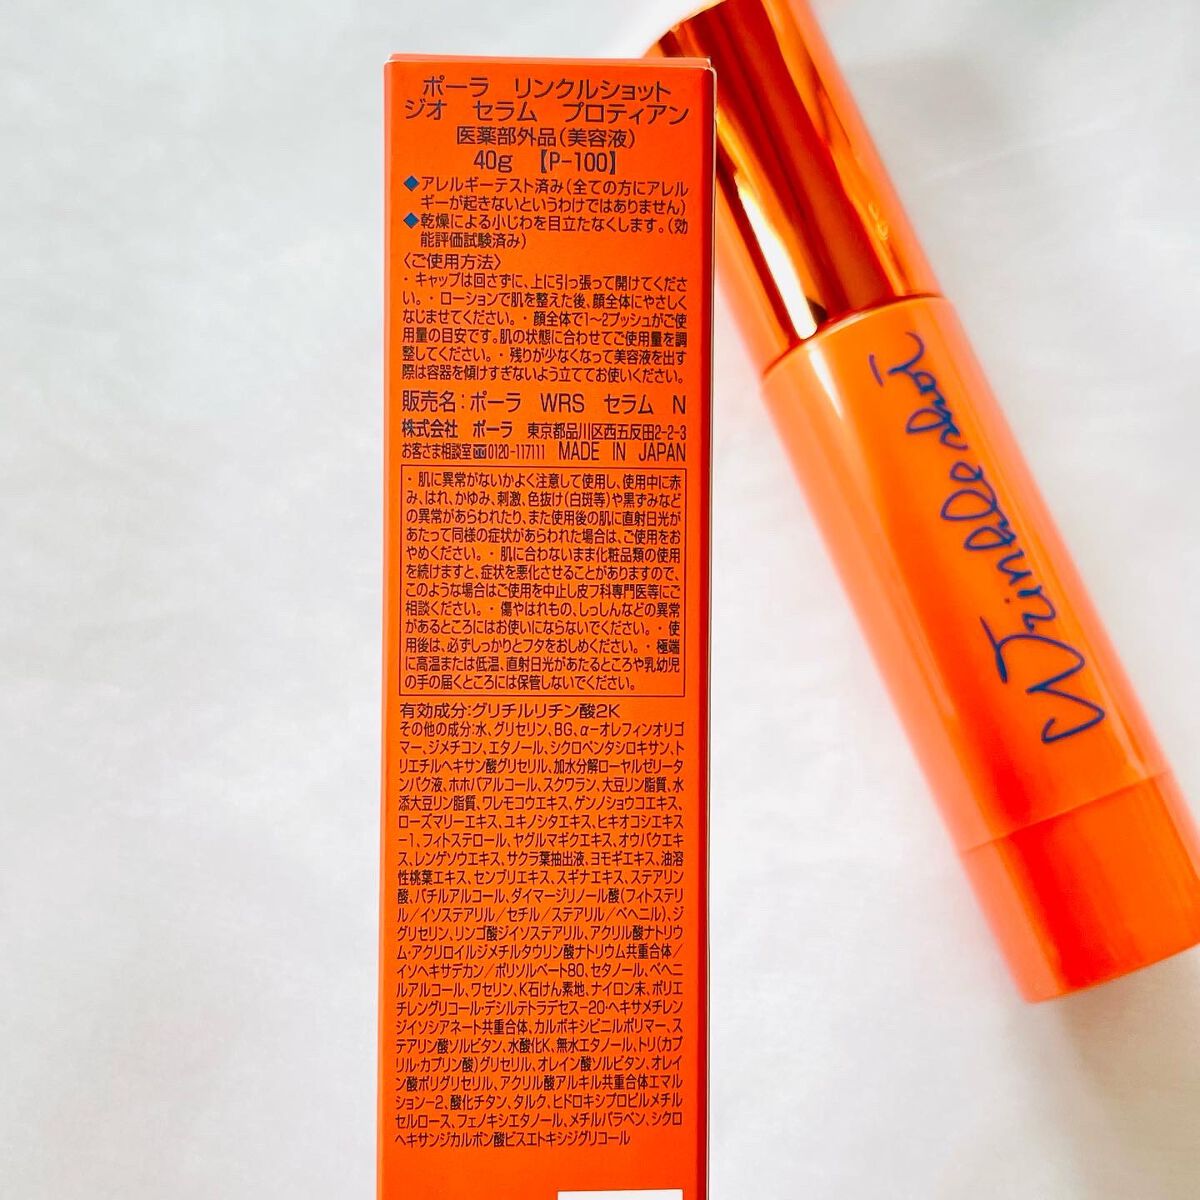 ポーラ　リンクルショット
ジオ　セラム　プロティアン
医薬部外品(美容液)
40g　【P-100】
◆アレルギーテスト済み(全ての方にアレル
ギーが起きないというわけではありません)
◆乾燥による小じわを目立たなくします。(効
能評価試験済み)
〈ご使用方法〉
・キャップは回さずに、上に引っ張って開けてくださ
い。・ローションで肌を整えた後、顔全体にやさしく
なじませてください。・顔全体で1〜2プッシュがご使
用量の目安です。肌の状態に合わせてご使用量を調
整してください。・残りが少なくなって美容液を出す
際は容器を傾けすぎないよう立ててお使いください。
販売名:ポーラ　WRS　セラム　N
株式会社　ポーラ　東京都品川区西五反田2-2-3
お客さま相談室 0120-117111　MADE IN JAPAN
・肌に異常がないかよく注意して使用し、使用中に赤
み、はれ、かゆみ、刺激、色抜け(白斑等)や黒ずみなど
の異常があらわれたり、また使用後の肌に直射日光が
あたって同様の症状があらわれた場合は、ご使用をお
やめください。・肌に合わないまま化粧品類の使用
を続けますと、症状を悪化させることがありますので、
このような場合はご使用を中止し皮フ科専門医等にご
相談ください。・傷やはれもの、しっしんなどの異常
があるところにはお使いにならないでください。・使
用後は、必ずしっかりとフタをおしめください。・極端
に高温または低温、直射日光があたるところや乳幼児
の手の届くところには保管しないでください。
有効成分:グリチルリチン酸2K
その他の成分:水、グリセリン、BG、α-オレフィンオリゴ
マー、ジメチコン、エタノール、シクロペンタシロキサン、ト
リエチルヘキサン酸グリセリル、加水分解ローヤルゼリータ
ンパク液、ホホバアルコール、スクワラン、大豆リン脂質、水
添大豆リン脂質、ワレモコウエキス、ゲンノショウコエキス、
ローズマリーエキス、ユキノシタエキス、ヒキオコシエキス
-1、フィトステロール、ヤグルマギクエキス、オウバクエキ
ス、レンゲソウエキス、サクラ葉抽出液、ヨモギエキス、油溶
性桃葉エキス、センブリエキス、スギナエキス、ステアリン
酸、バチルアルコール、ダイマージリノール酸(フィトステリ
ル/イソステアリル/セチル/ステアリル/ベヘニル)、ジ
グリセリン、リンゴ酸ジイソステアリル、アクリル酸ナトリウ
ム・アクリロイルジメチルタウリン酸ナトリウム共重合体/
イソヘキサデカン/ポリソルベート80、セタノール、ベヘニ
ルアルコール、ワセリン、K石けん素地、ナイロン末、ポリエ
チレングリコール・デシルテトラデセス-20・ヘキサメチレン
ジイソシアネート共重合体、カルボキシビニルポリマー、ス
テアリン酸ソルビタン、水酸化K、無水エタノール、トリ(カプ
リル・カプリン酸)グリセリル、オレイン酸ソルビタン、オレイ
ン酸ポリグリセリル、アクリル酸アルキル共重合体エマル
ション-2、酸化チタン、タルク、ヒドロキシプロピルメチル
セルロース、フェノキシエタノール、メチルパラベン、シクロ
ヘキサンジカルボン酸ビスエトキシジグリコール
Wrinkle shot